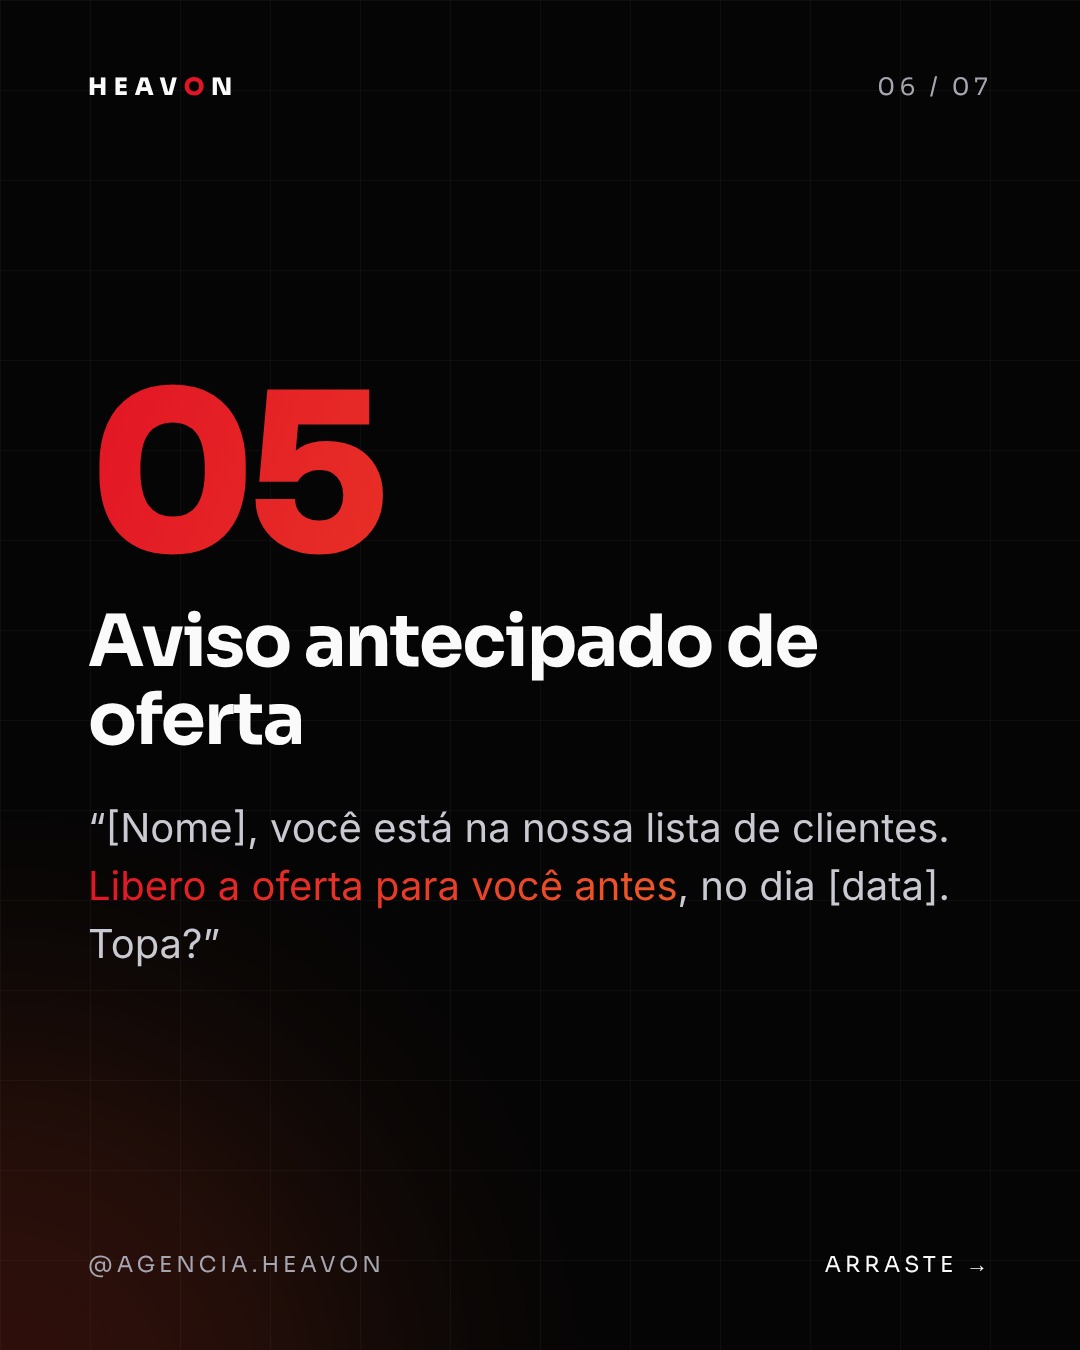 HEAVON
06 / 07
05
Aviso antecipado de
oferta
“[Nome], você está na nossa lista de clientes.
Libero a oferta para você antes, no dia [data].
Topa?”
@AGENCIA.HEAVON
ARRASTE →